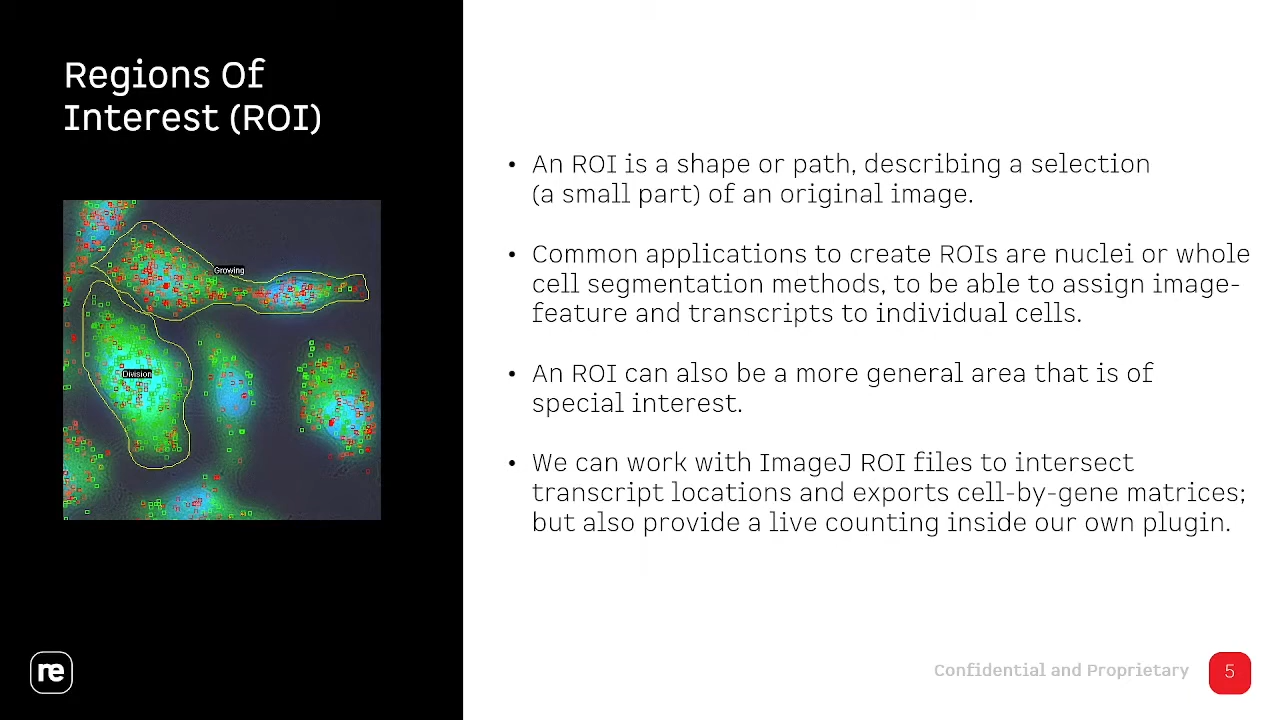 Regions Of
Interest (ROI)
Growing
Division
• An ROI is a shape or path, describing a selection
(a small part) of an original image.
• Common applications to create ROIs are nuclei or whole
cell segmentation methods, to be able to assign image-
feature and transcripts to individual cells.
• An ROI can also be a more general area that is of
special interest.
• We can work with ImageJ ROI files to intersect
transcript locations and exports cell-by-gene matrices;
but also provide a live counting inside our own plugin.
re
Confidential and Proprietary
5